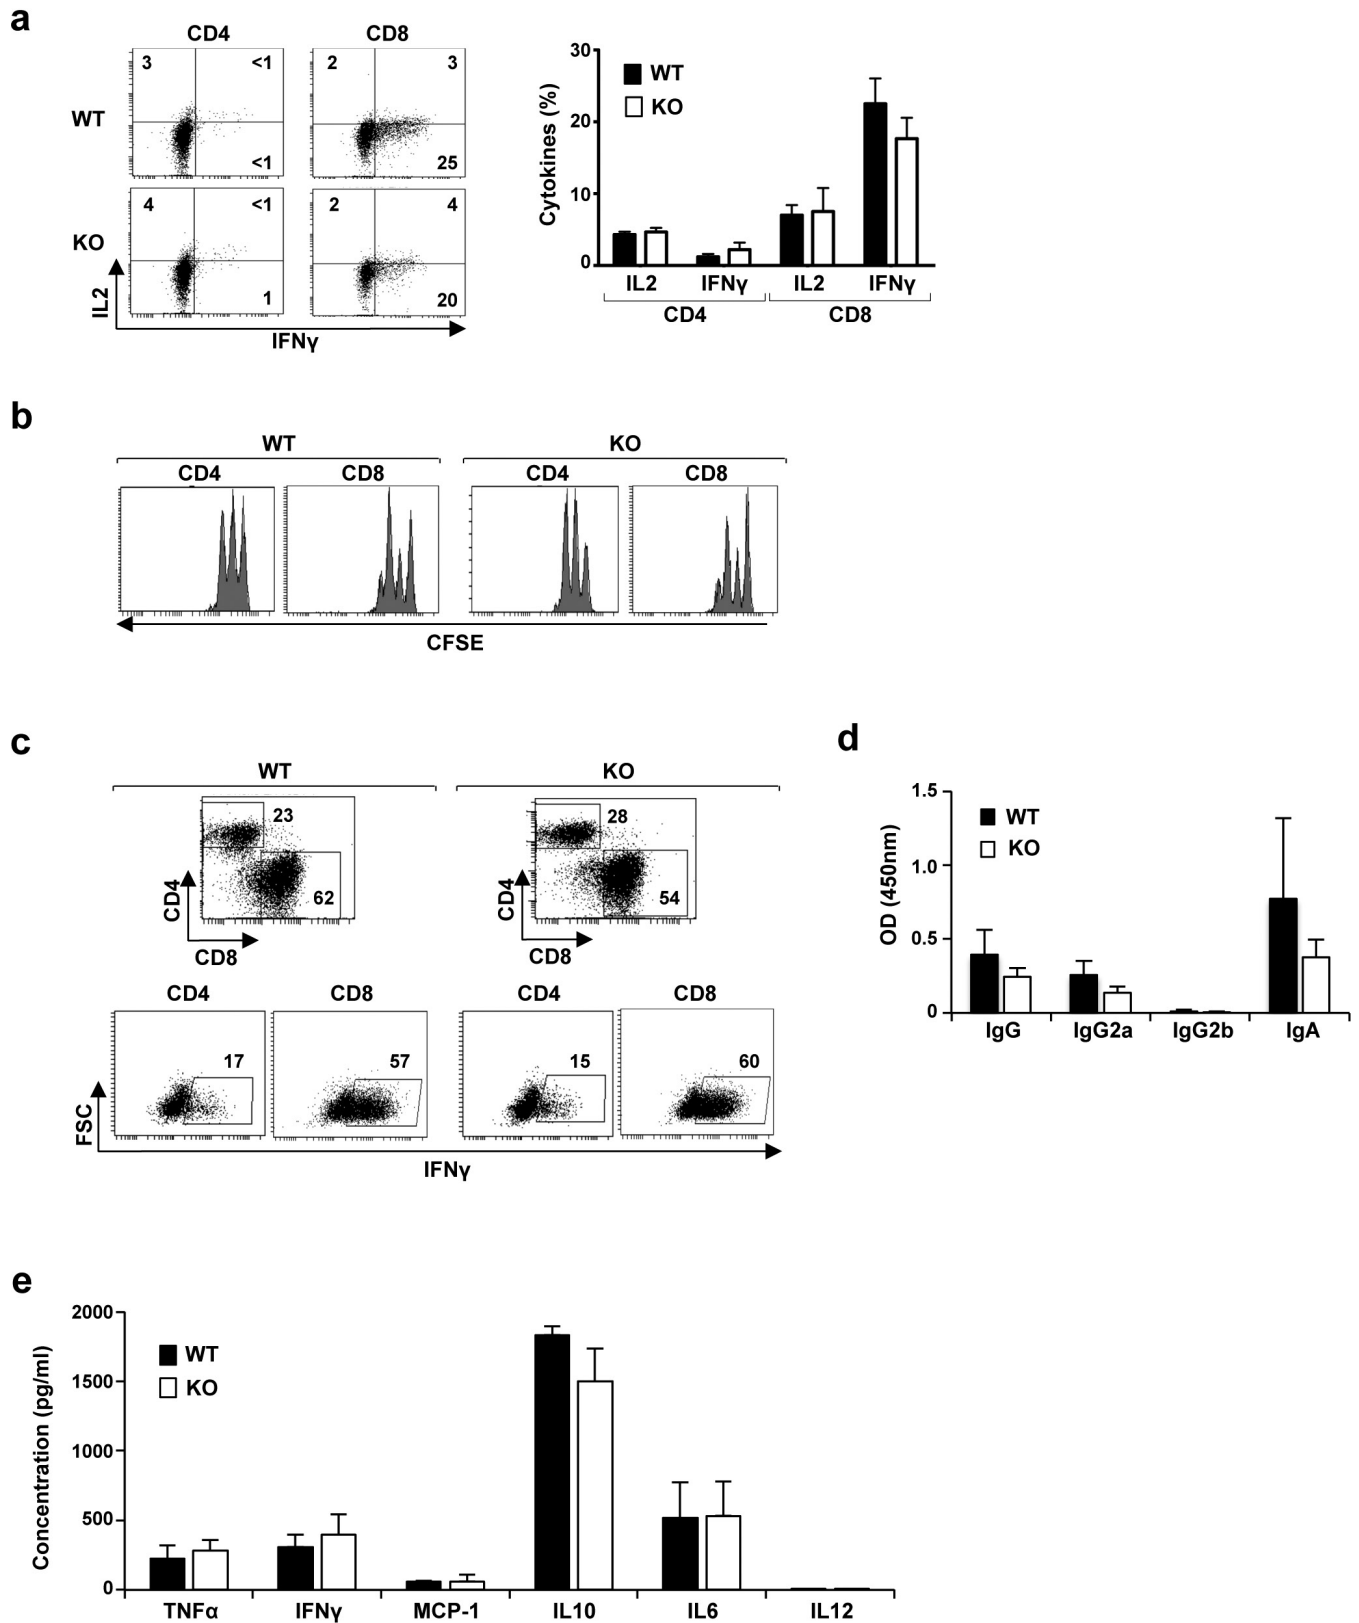 a
CD4 CD8
WT
3 <1
<1
2 3
25
KO
4 <1
1
2 4
20
IL2
IFNγ
30
20
10
0
Cytokines (%)
WT
KO
IL2 IFNγ IL2 IFNγ
CD4 CD8
b
WT KO
CD4 CD8 CD4 CD8
CFSE
c
WT KO
23
62
28
54
CD4 CD4
CD8 CD8
CD4 CD8 CD4 CD8
17 57 15 60
FSC
IFNγ
d
1.5
1.0
0.5
0
OD (450nm)
WT
KO
IgG IgG2a IgG2b IgA
e
2000
1500
1000
500
0
Concentration (pg/ml)
WT
KO
TNFα IFNγ MCP-1 IL10 IL6 IL12